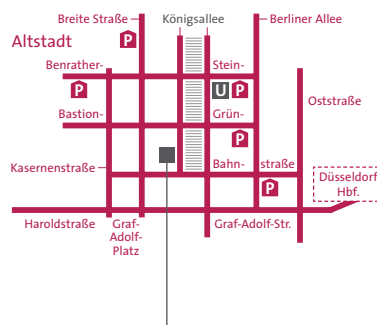 Breite Straße Königsallee Berliner Allee
Altstadt P
Benrather- Stein-
P U P
Oststraße
Bastion- Grün-
P
Kasernenstraße Bahn- straße
P Düsseldorf
Hbf.
Haroldstraße Graf- Graf-Adolf-Str.
Adolf-
Platz